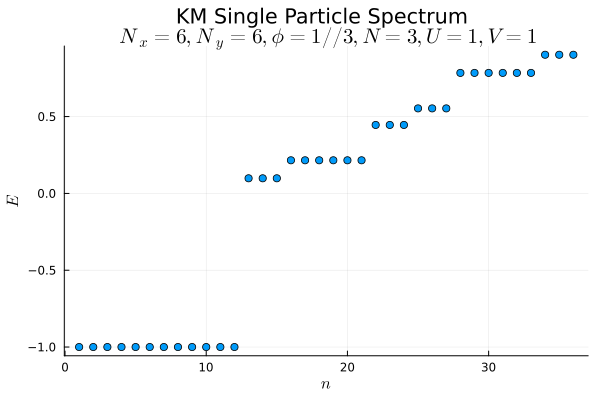 KM Single Particle Spectrum
N_x = 6, N_y = 6, ϕ = 1//3, N = 3, U = 1, V = 1
E
0.5
0.0
−0.5
−1.0
0
10
20
30
n